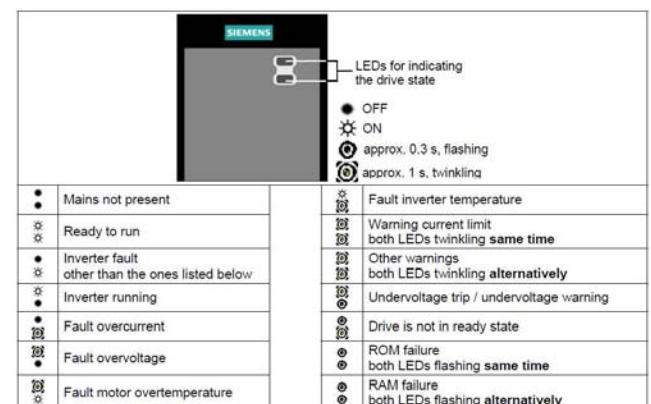 SIEMENS
LEDs for indicating
the drive state
OFF
ON
approx. 0.3 s, flashing
approx. 1 s, twinkling
Mains not present
Fault inverter temperature
Ready to run
Warning current limit
both LEDs twinkling same time
Inverter fault
other than the ones listed below
Other warnings
both LEDs twinkling alternatively
Inverter running
Undervoltage trip / undervoltage warning
Fault overcurrent
Drive is not in ready state
Fault overvoltage
ROM failure
both LEDs flashing same time
Fault motor overtemperature
RAM failure
both LEDs flashing alternatively